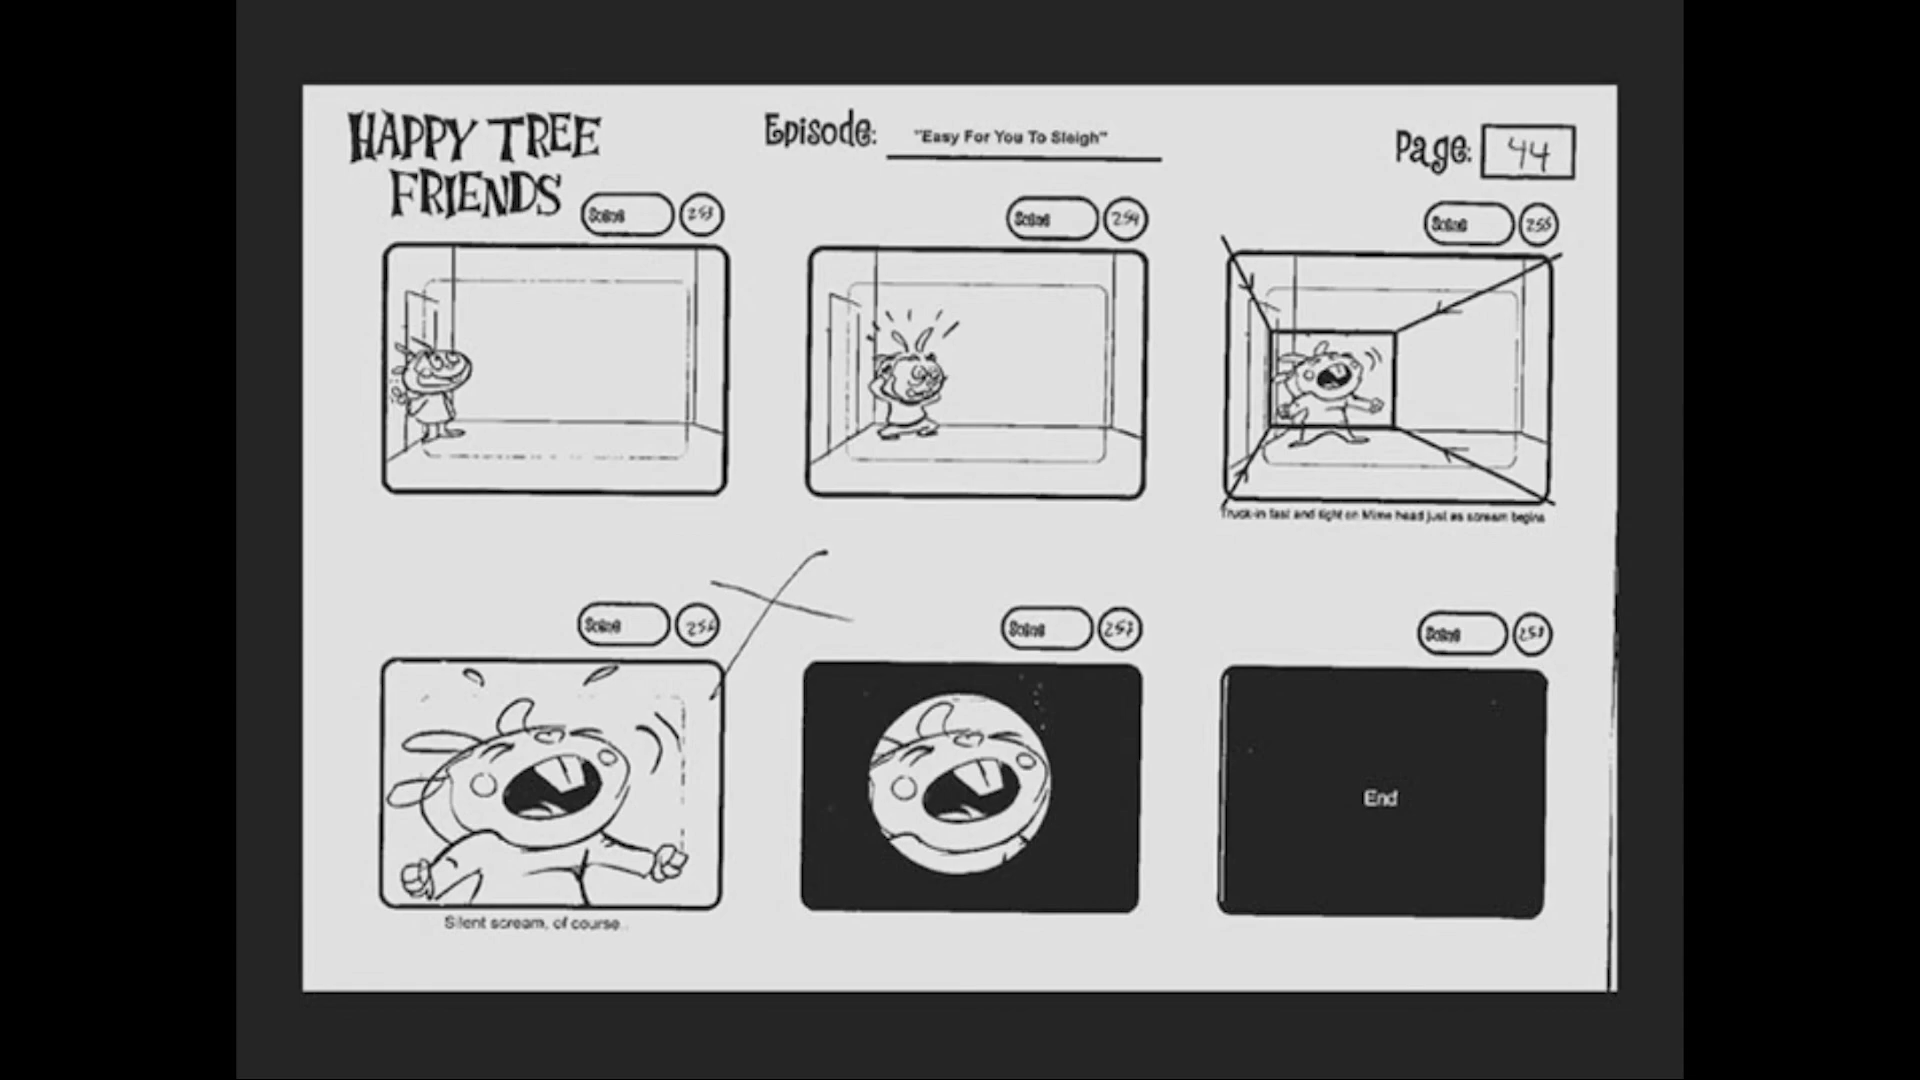 HAPPY TREE
FRIENDS
Episode: "Easy For You To Sleigh"
Page: 44
Scene 253
Scene 254
Scene 255
Truck-in fast and tight on Mime head just as scream begins
Scene 256
Scene 257
Scene 258
Silent scream, of course..
End